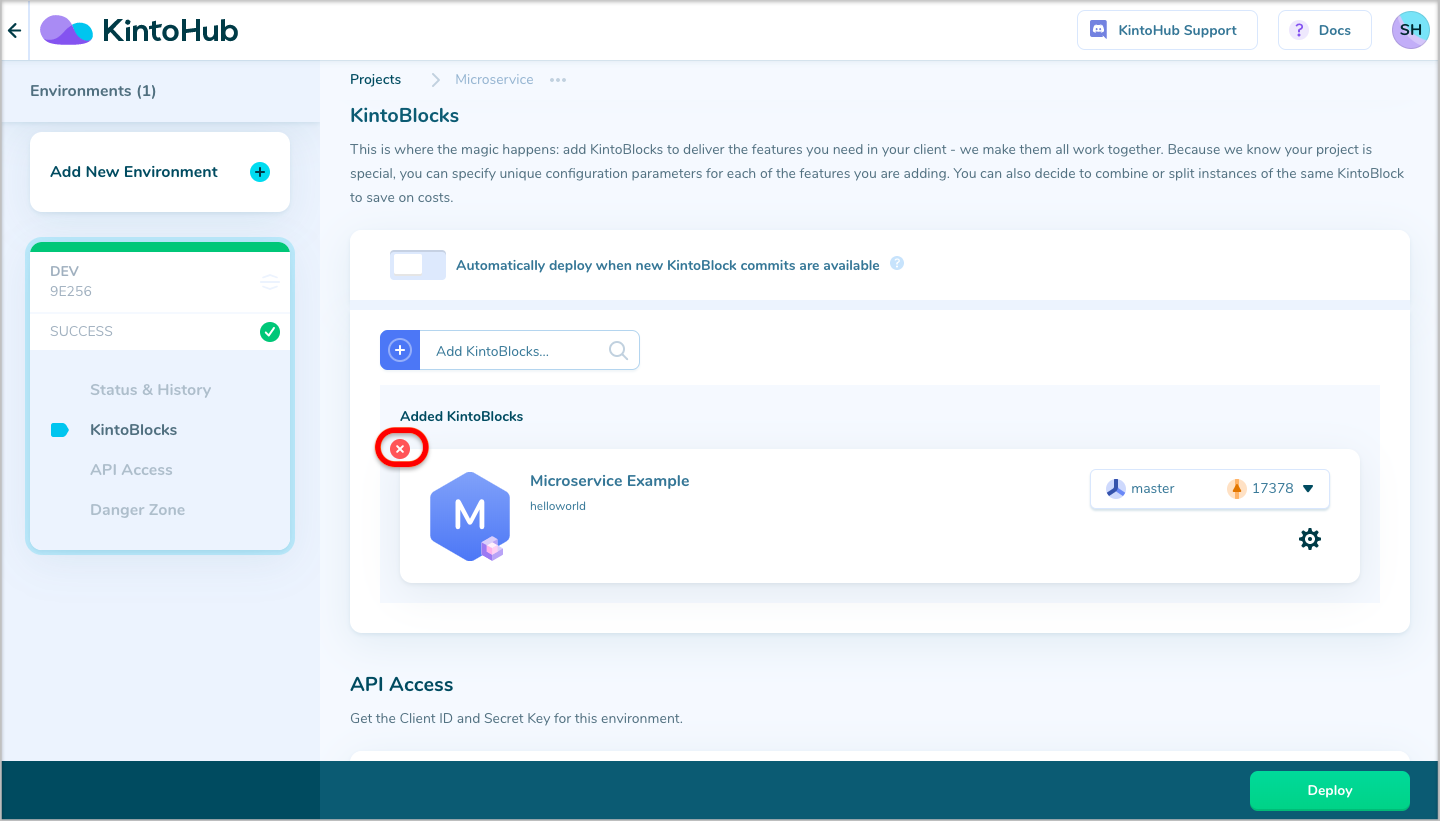 KintoHub
KintoHub Support
? Docs
SH
Environments (1)
Add New Environment
DEV
9E256
SUCCESS
Status & History
KintoBlocks
API Access
Danger Zone
Projects
Microservice
KintoBlocks
This is where the magic happens: add KintoBlocks to deliver the features you need in your client - we make them all work together. Because we know your project is
special, you can specify unique configuration parameters for each of the features you are adding. You can also decide to combine or split instances of the same KintoBlock
to save on costs.
Automatically deploy when new KintoBlock commits are available ?
Add KintoBlocks...
Added KintoBlocks
M
Microservice Example
helloworld
master
17378
API Access
Get the Client ID and Secret Key for this environment.
Deploy